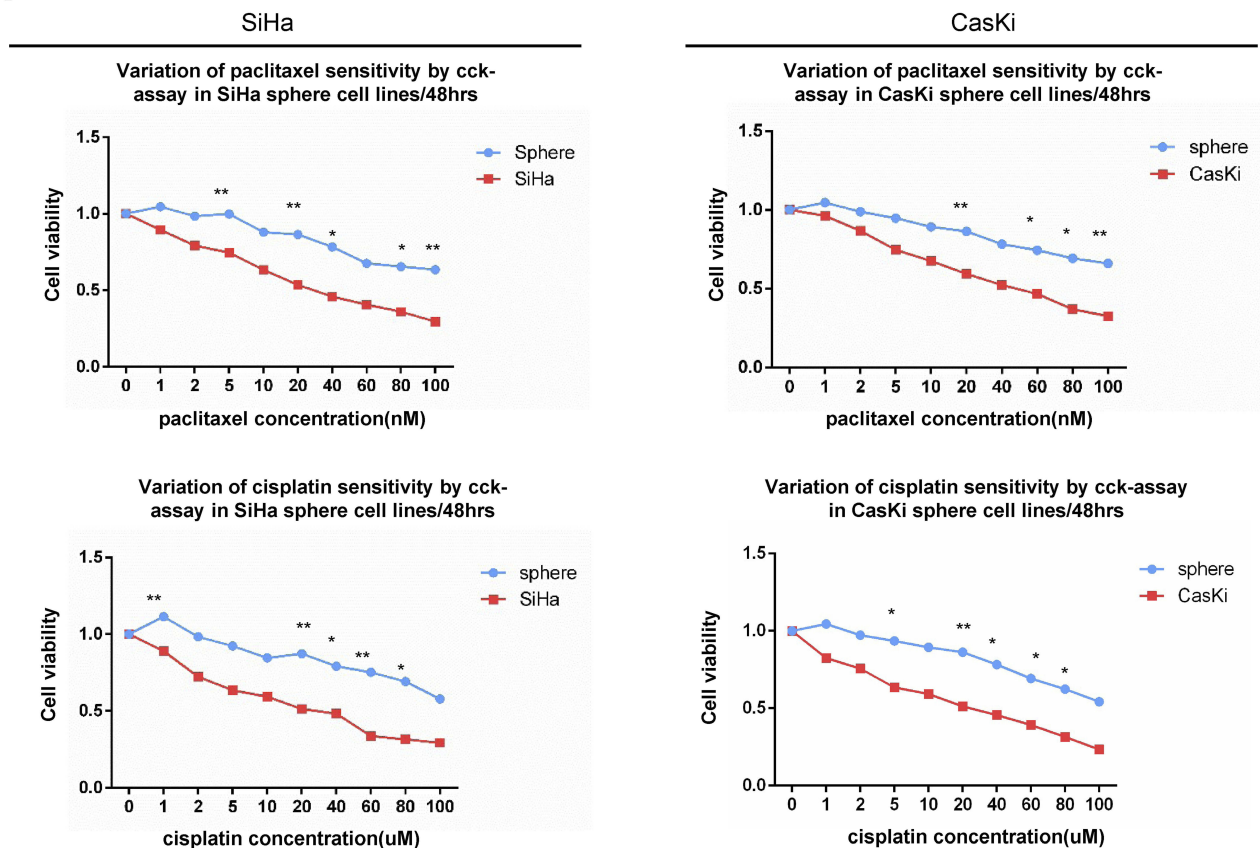 SiHa
CasKi
Variation of paclitaxel sensitivity by cck-
assay in SiHa sphere cell lines/48hrs
1.5
1.0
0.5
0.0
Cell viability
Sphere
SiHa
**
**
*
*
**
0 1 2 5 10 20 40 60 80 100
paclitaxel concentration(nM)
Variation of paclitaxel sensitivity by cck-
assay in CasKi sphere cell lines/48hrs
1.5
1.0
0.5
0.0
Cell viability
sphere
CasKi
**
*
*
**
0 1 2 5 10 20 40 60 80 100
paclitaxel concentration(nM)
Variation of cisplatin sensitivity by cck-
assay in SiHa sphere cell lines/48hrs
1.5
1.0
0.5
0.0
Cell viability
sphere
SiHa
**
**
*
**
*
0 1 2 5 10 20 40 60 80 100
cisplatin concentration(uM)
Variation of cisplatin sensitivity by cck-assay
in CasKi sphere cell lines/48hrs
1.5
1.0
0.5
0.0
Cell viability
sphere
CasKi
*
**
*
*
*
0 1 2 5 10 20 40 60 80 100
cisplatin concentration(uM)